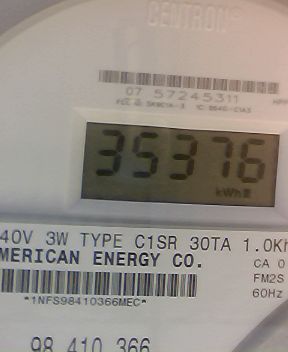 CENTRON®
07 57245311
35376
kWh
40V 3W TYPE C1SR 30TA 1.0Kh
MERICAN ENERGY CO.
CA 0
FM2S
*1NFS98410366MEC*
60Hz
98 410 366